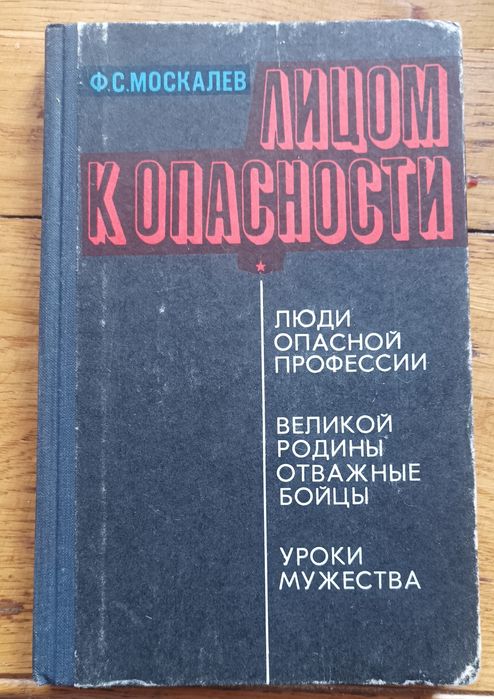 Ф.С.МОСКАЛЕВ
ЛИЦОМ
К ОПАСНОСТИ
ЛЮДИ
ОПАСНОЙ
ПРОФЕССИИ
ВЕЛИКОЙ
РОДИНЫ
ОТВАЖНЫЕ
БОЙЦЫ
УРОКИ
МУЖЕСТВА